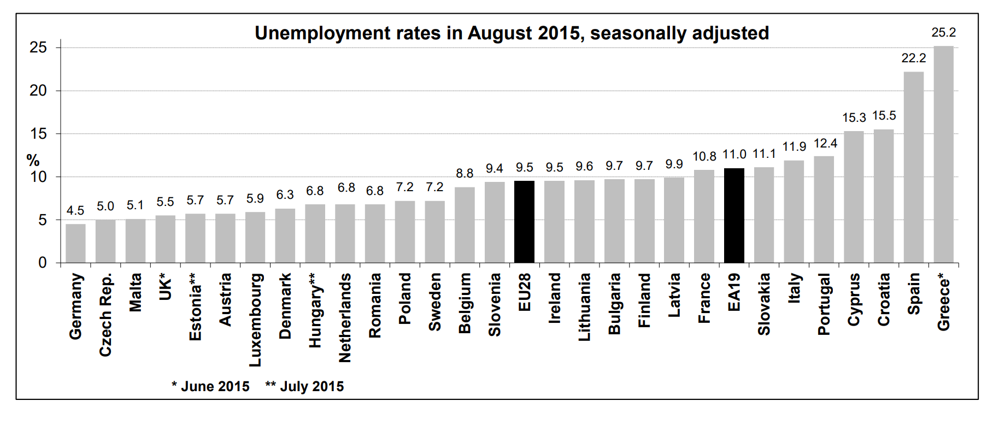 Unemployment rates in August 2015, seasonally adjusted
25
20
15
%
10
5
0
4.5 5.0 5.1 5.5 5.7 5.7 5.9 6.3 6.8 6.8 6.8 7.2 7.2 8.8 9.4 9.5 9.5 9.6 9.7 9.7 9.9 10.8 11.0 11.1 11.9 12.4 15.3 15.5 22.2 25.2
Germany
Czech Rep.
Malta
UK*
Estonia**
Austria
Luxembourg
Denmark
Hungary**
Netherlands
Romania
Poland
Sweden
Belgium
Slovenia
EU28
Ireland
Lithuania
Bulgaria
Finland
Latvia
France
EA19
Slovakia
Italy
Portugal
Cyprus
Croatia
Spain
Greece*
* June 2015 ** July 2015